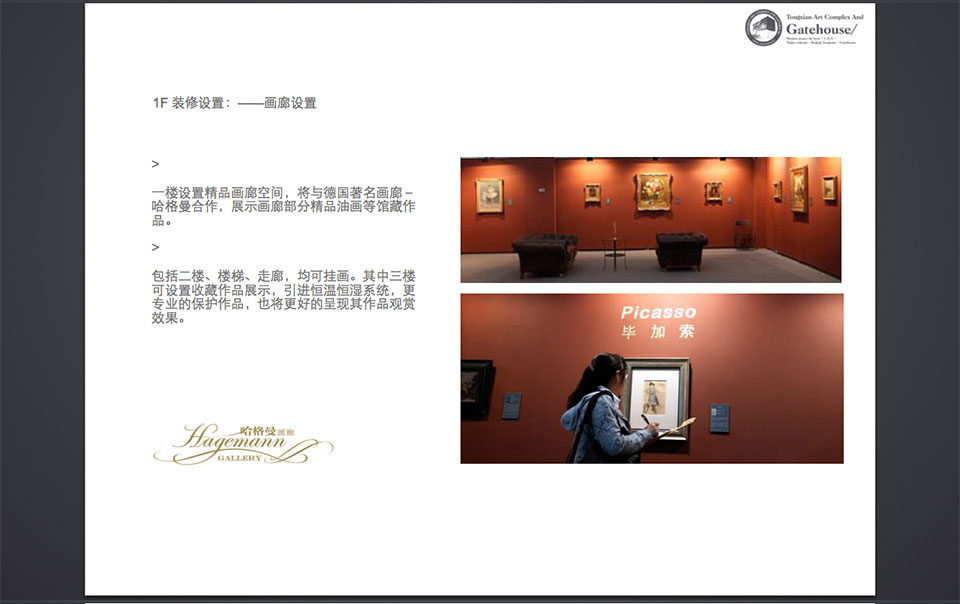 Tongxian Art Complex And
Gatehouse/
1F 装修设置：——画廊设置
>
一楼设置精品画廊空间，将与德国著名画廊–
哈格曼合作，展示画廊部分精品油画等馆藏作
品。
>
包括二楼、楼梯、走廊，均可挂画。其中三楼
可设置收藏作品展示，引进恒温恒湿系统，更
专业的保护作品，也将更好的呈现其作品观赏
效果。
Picasso
毕加索
哈格曼画廊
Hagemann
GALLERY